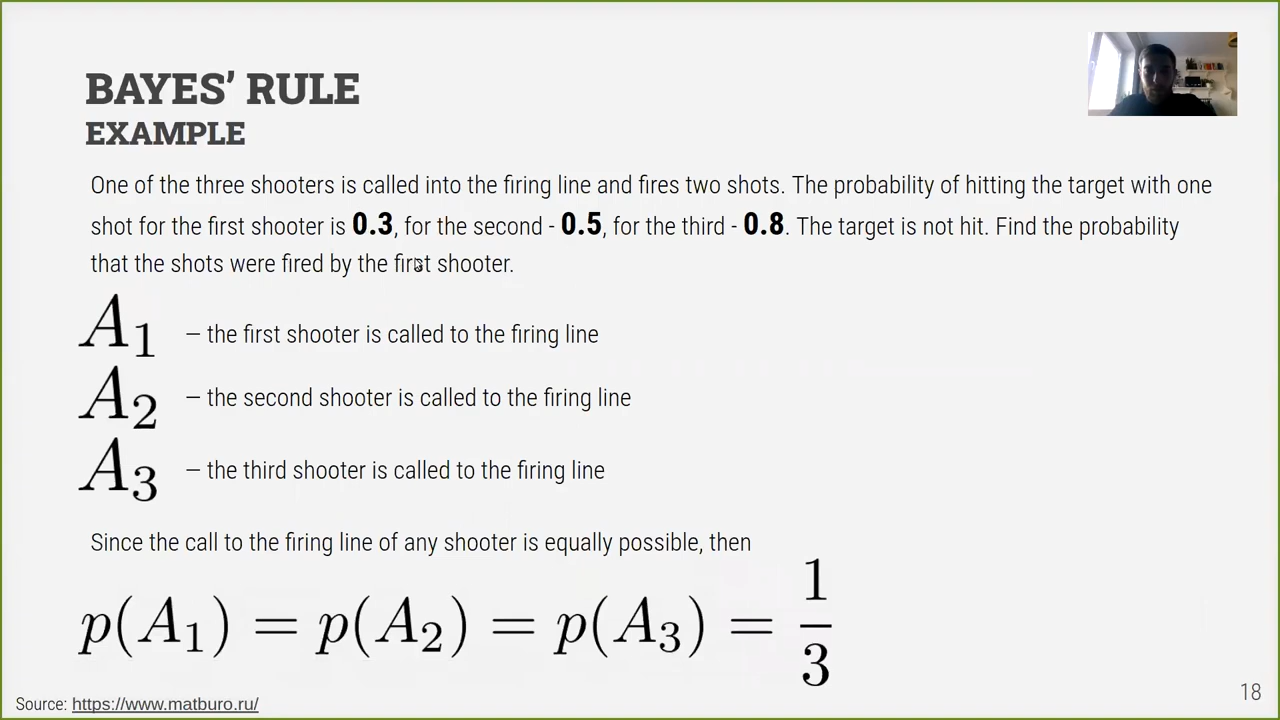 BAYES’ RULE
EXAMPLE
One of the three shooters is called into the firing line and fires two shots. The probability of hitting the target with one
shot for the first shooter is 0.3, for the second - 0.5, for the third - 0.8. The target is not hit. Find the probability
that the shots were fired by the first shooter.
A₁ – the first shooter is called to the firing line
A₂ – the second shooter is called to the firing line
A₃ – the third shooter is called to the firing line
Since the call to the firing line of any shooter is equally possible, then
p(A₁) = p(A₂) = p(A₃) = 1/3
Source: https://www.matburo.ru/
18